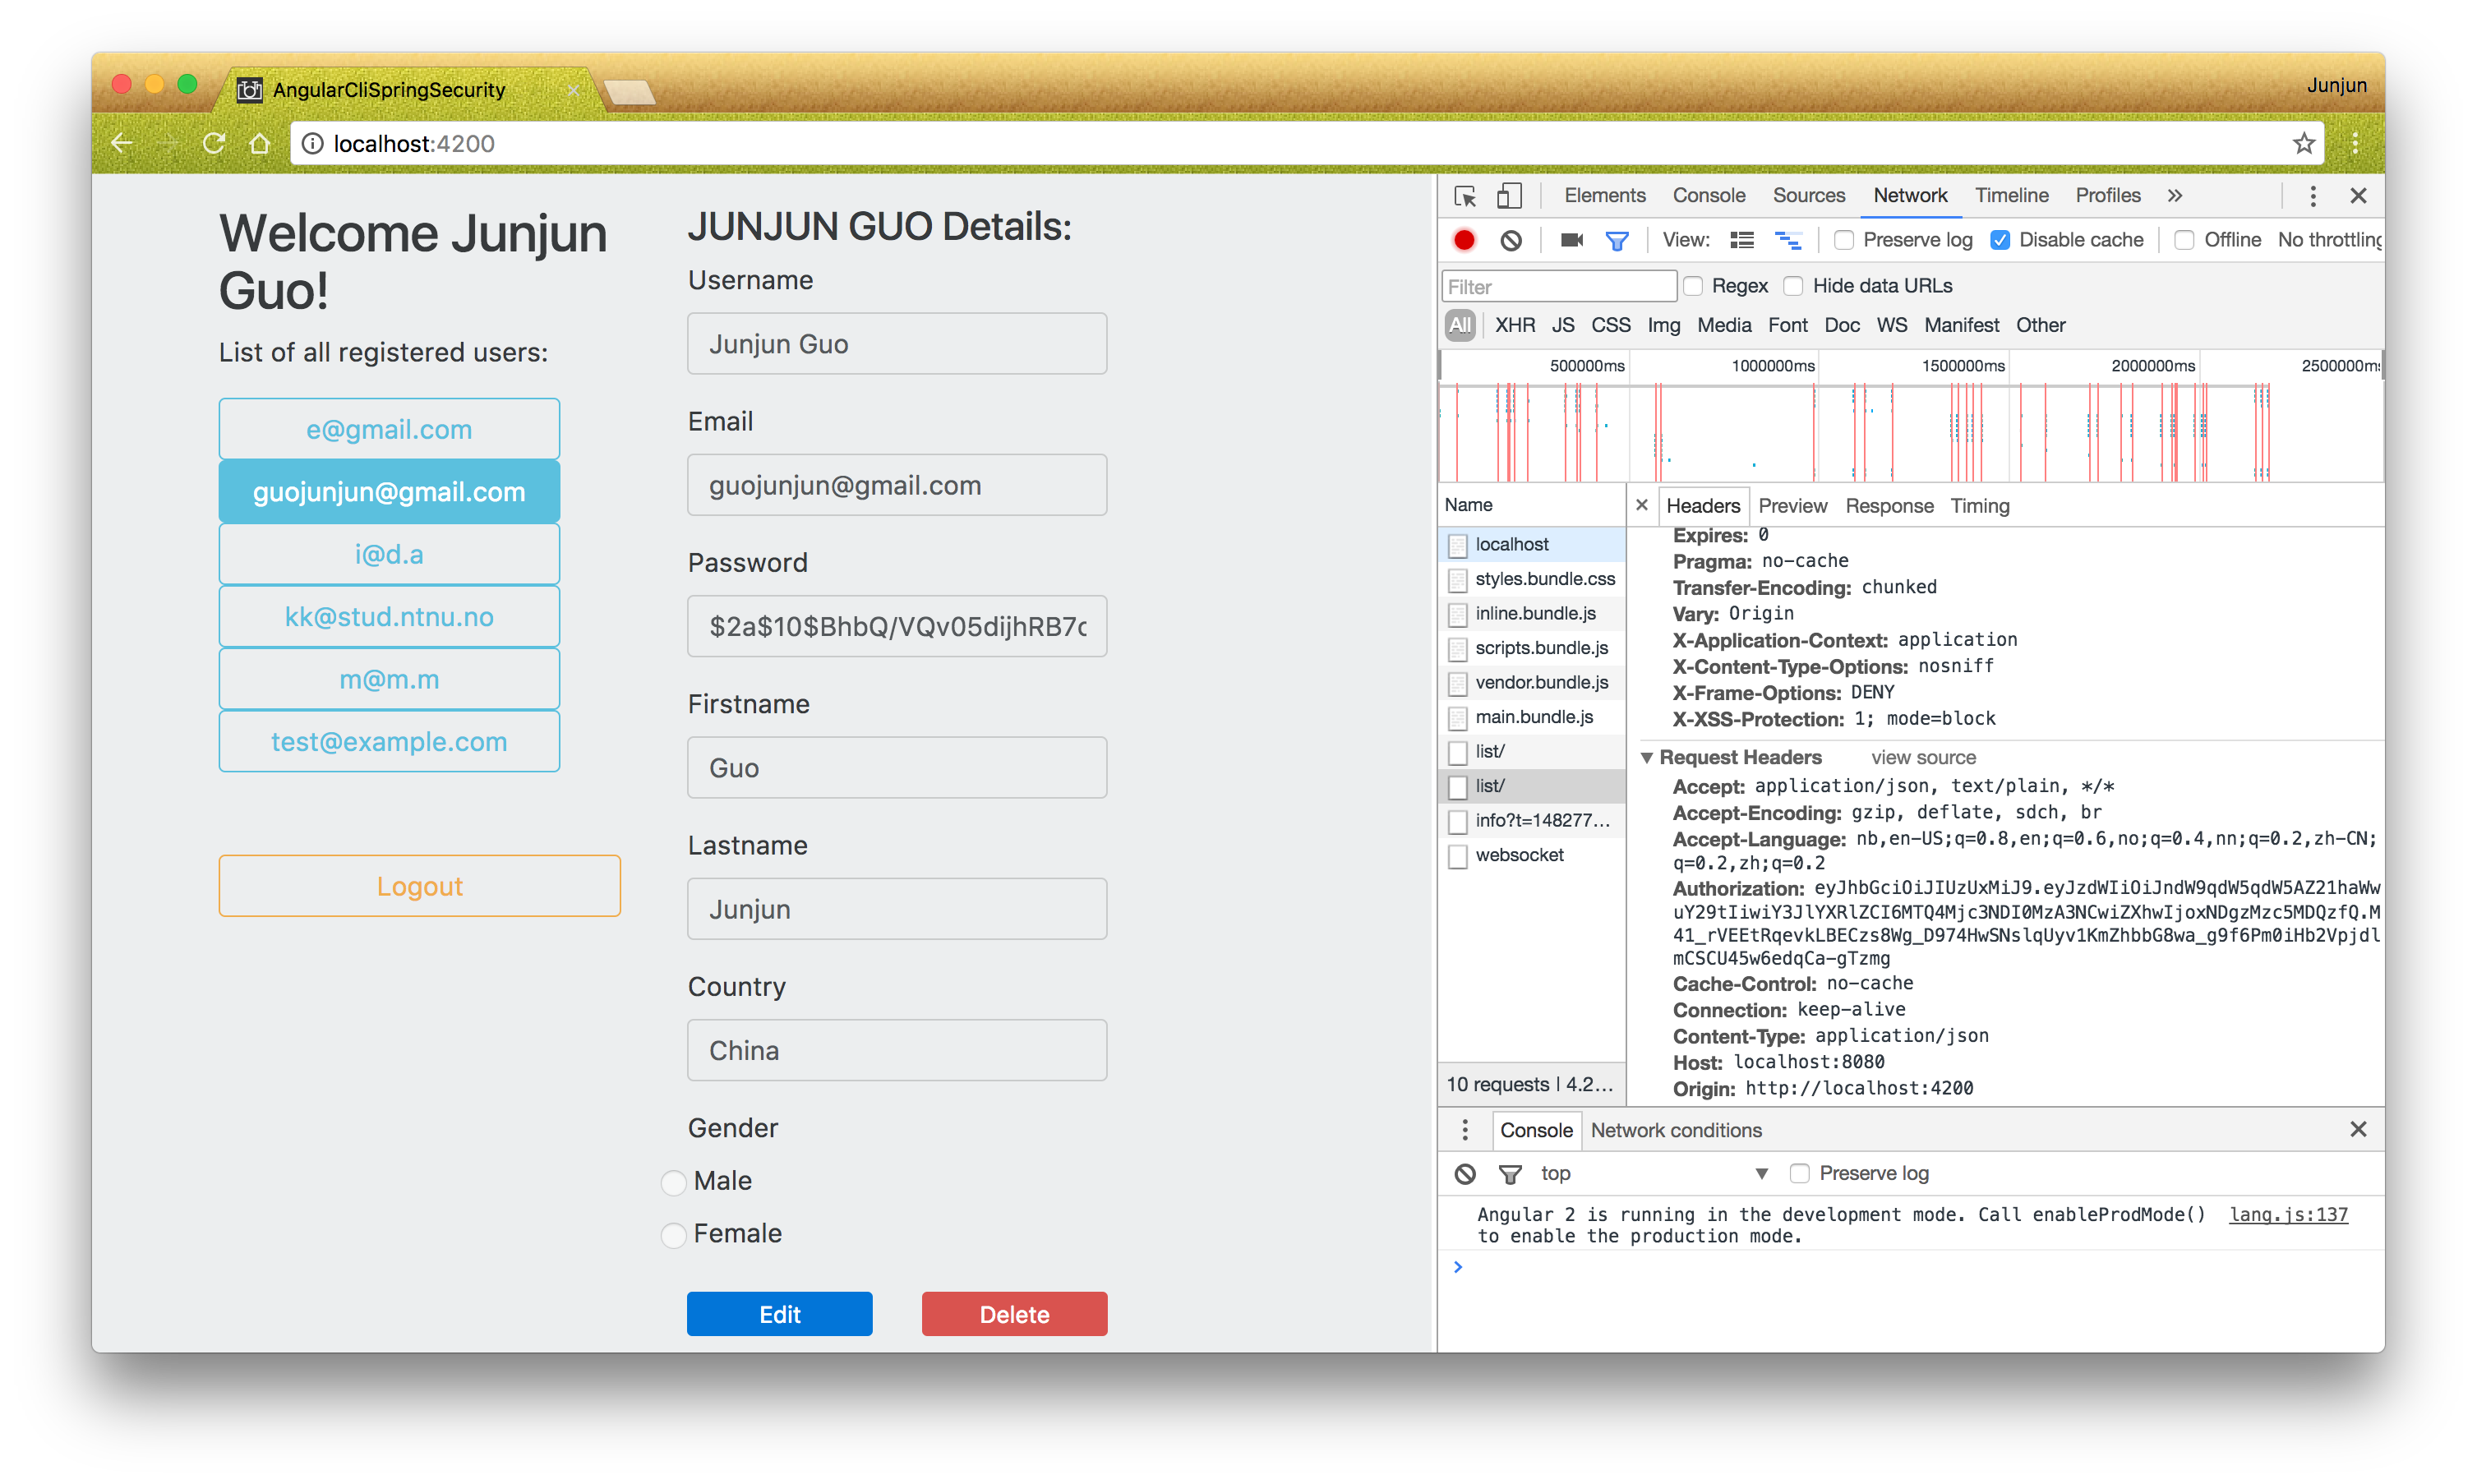 AngularCliSpringSecurity
Junjun
localhost:4200
Welcome Junjun
Guo!
List of all registered users:
e@gmail.com
guojunjun@gmail.com
i@d.a
kk@stud.ntnu.no
m@m.m
test@example.com
Logout
JUNJUN GUO Details:
Username
Junjun Guo
Email
guojunjun@gmail.com
Password
$2a$10$BhbQ/VQv05dijhRB7c
Firstname
Guo
Lastname
Junjun
Country
China
Gender
Male
Female
Edit
Delete
Elements Console Sources Network Timeline Profiles »
View: Preserve log Disable cache Offline No throttling
Filter
Regex Hide data URLs
All XHR JS CSS Img Media Font Doc WS Manifest Other
500000ms 1000000ms 1500000ms 2000000ms 2500000ms
Name
localhost
styles.bundle.css
inline.bundle.js
scripts.bundle.js
vendor.bundle.js
main.bundle.js
list/
list/
info?t=148277...
websocket
10 requests | 4.2...
Headers Preview Response Timing
Expires: 0
Pragma: no-cache
Transfer-Encoding: chunked
Vary: Origin
X-Application-Context: application
X-Content-Type-Options: nosniff
X-Frame-Options: DENY
X-XSS-Protection: 1; mode=block
Request Headers view source
Accept: application/json, text/plain, */*
Accept-Encoding: gzip, deflate, sdch, br
Accept-Language: nb,en-US;q=0.8,en;q=0.6,no;q=0.4,nn;q=0.2,zh-CN;
q=0.2,zh;q=0.2
Authorization: eyJhbGciOiJIUzUxMiJ9.eyJzdWIiOiJndW9qdW5qdW5AZ21haWw
uY29tIiwiY3JlYXRlZCI6MTQ4Mjc3NDI0MzA3NCwiZXhwIjoxNDgzMzc5MDQzfQ.M
41_rVEEtRqevkLBECzs8Wg_D974HwSNslqUyv1KmZhbbG8wa_g9f6Pm0iHb2Vpjdl
mCSCU45w6edqCa-gTzmg
Cache-Control: no-cache
Connection: keep-alive
Content-Type: application/json
Host: localhost:8080
Origin: http://localhost:4200
Console Network conditions
top Preserve log
Angular 2 is running in the development mode. Call enableProdMode() lang.js:137
to enable the production mode.